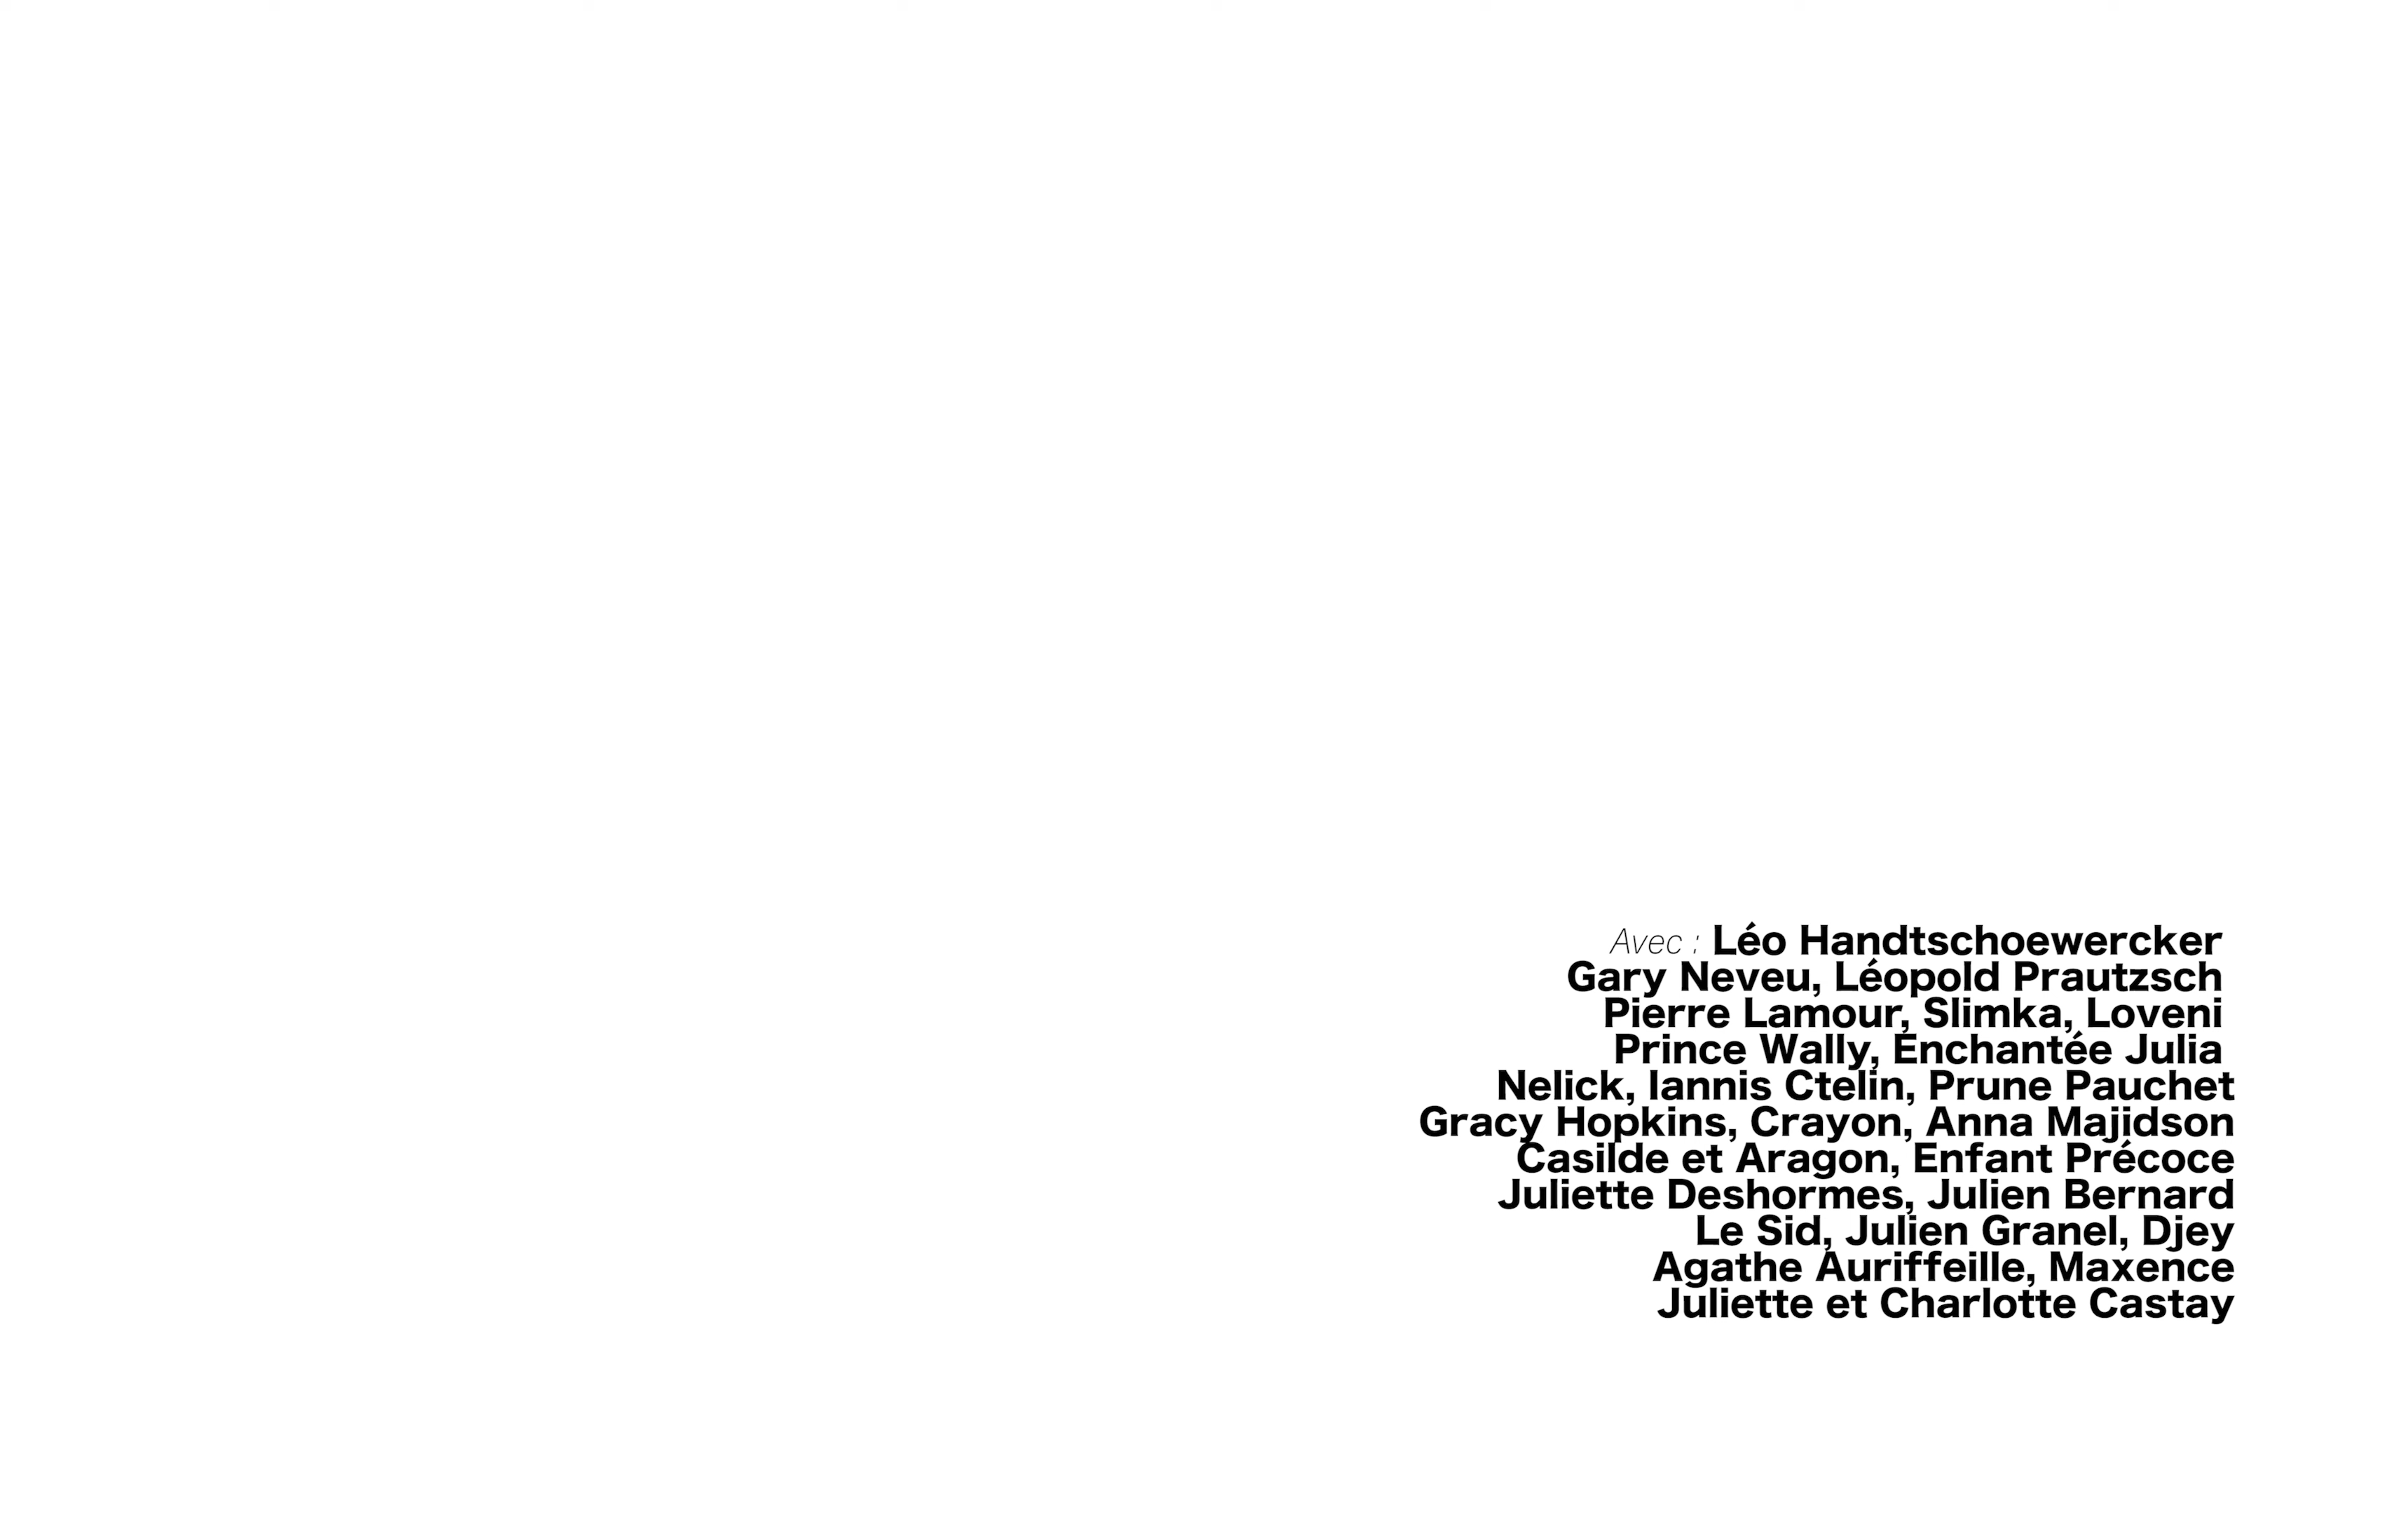 Avec : Léo Handtschoewercker
Gary Neveu, Léopold Prautzsch
Pierre Lamour, Slimka, Loveni
Prince Wally, Enchantée Julia
Nelick, Iannis Ctelin, Prune Pauchet
Gracy Hopkins, Crayon, Anna Majidson
Casilde et Aragon, Enfant Précoce
Juliette Deshormes, Julien Bernard
Le Sid, Julien Granel, Djey
Agathe Auriffeille, Maxence
Juliette et Charlotte Castay